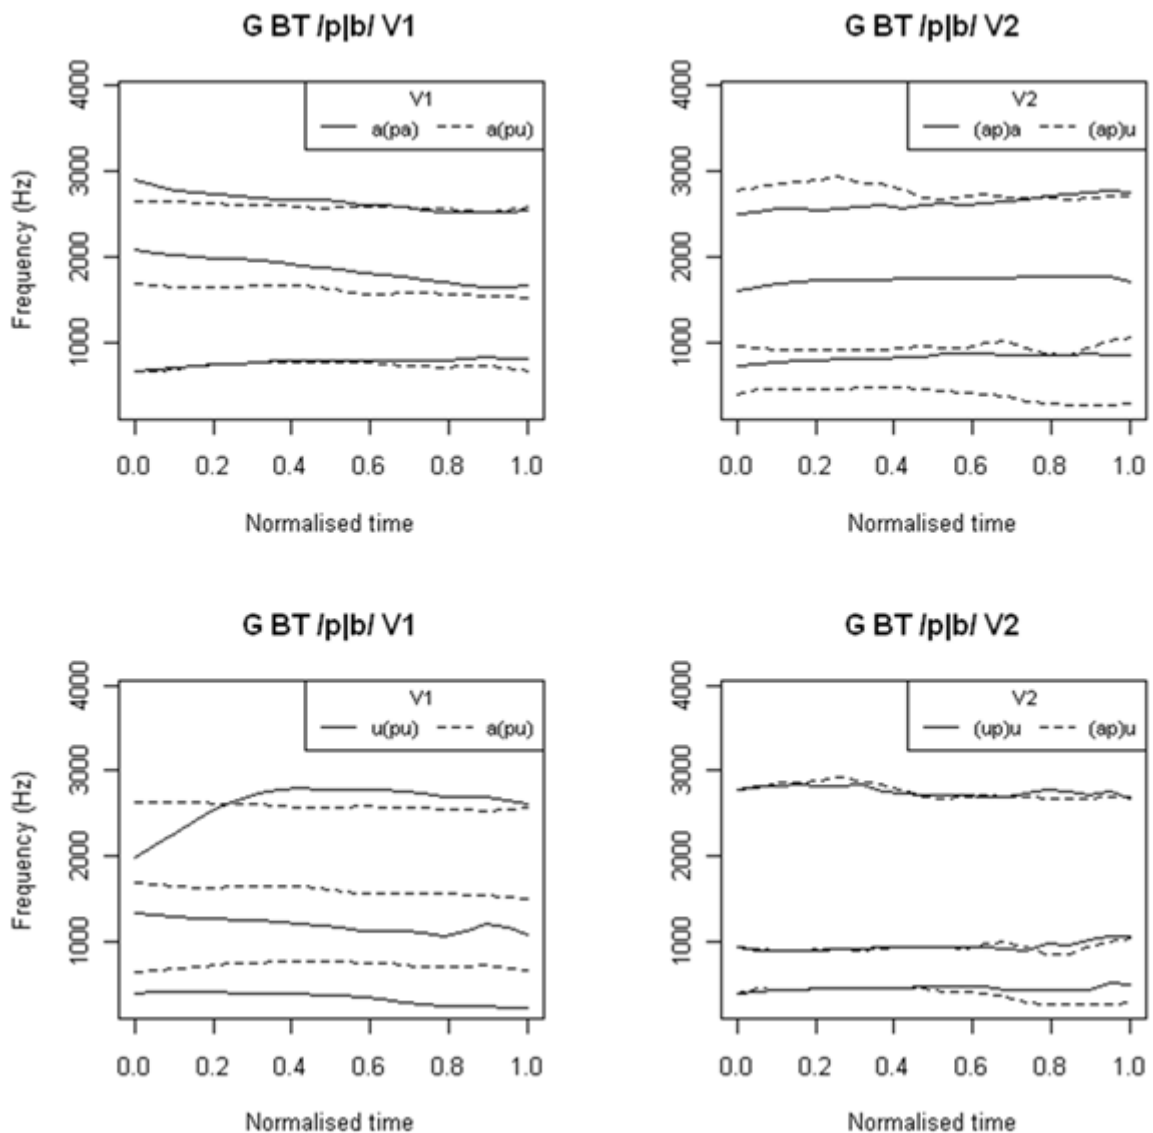 G BT /p|b/ V1
Frequency (Hz)
4000
3000
2000
1000
V1
a(pa) a(pu)
0.0 0.2 0.4 0.6 0.8 1.0
Normalised time
G BT /p|b/ V2
4000
3000
2000
1000
V2
(ap)a (ap)u
0.0 0.2 0.4 0.6 0.8 1.0
Normalised time
G BT /p|b/ V1
Frequency (Hz)
4000
3000
2000
1000
V1
u(pu) a(pu)
0.0 0.2 0.4 0.6 0.8 1.0
Normalised time
G BT /p|b/ V2
4000
3000
2000
1000
V2
(up)u (ap)u
0.0 0.2 0.4 0.6 0.8 1.0
Normalised time